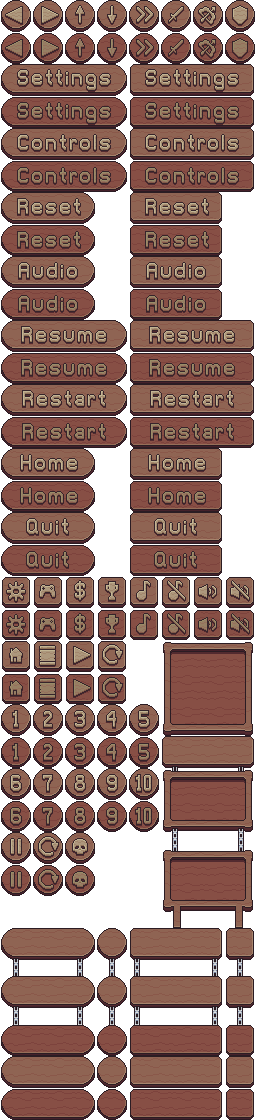 Settings Settings
Settings Settings
Controls Controls
Controls Controls
Reset Reset
Reset Reset
Audio Audio
Audio Audio
Resume Resume
Resume Resume
Restart Restart
Restart Restart
Home Home
Home Home
Quit Quit
Quit Quit
$
$
1 2 3 4 5
1 2 3 4 5
6 7 8 9 10
6 7 8 9 10